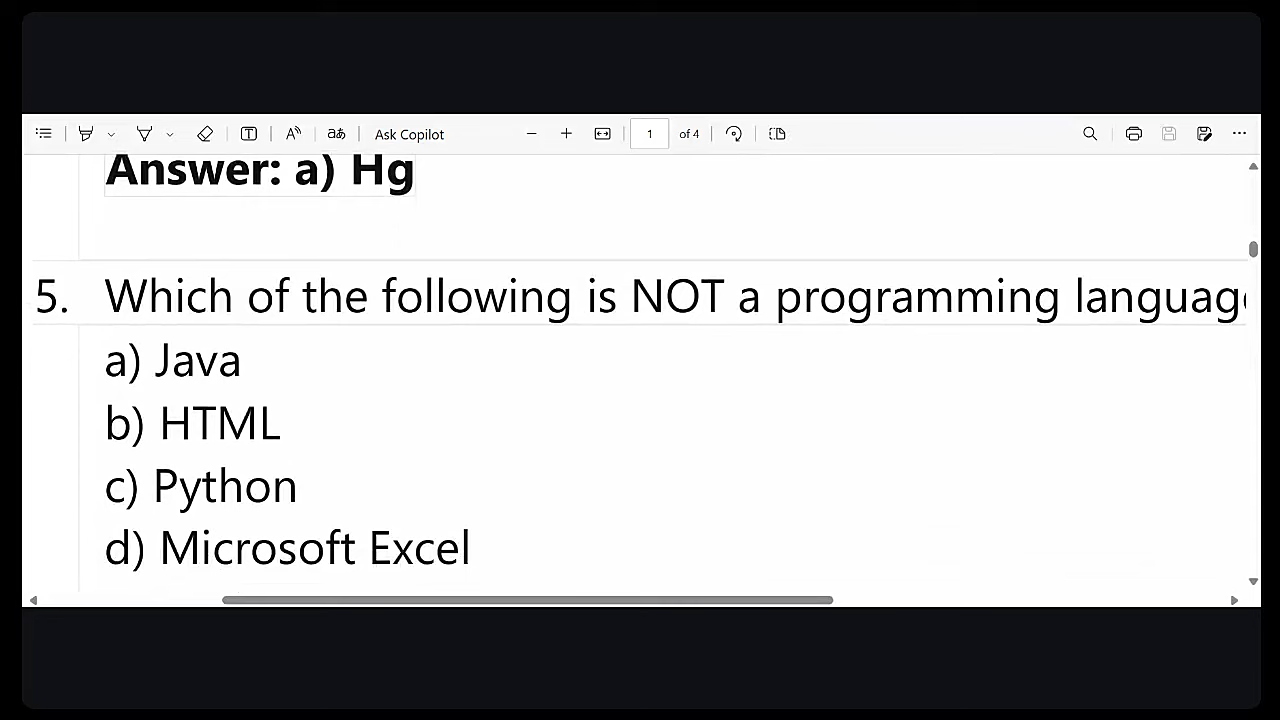 Ask Copilot
1 of 4
Answer: a) Hg
5. Which of the following is NOT a programming languag
a) Java
b) HTML
c) Python
d) Microsoft Excel